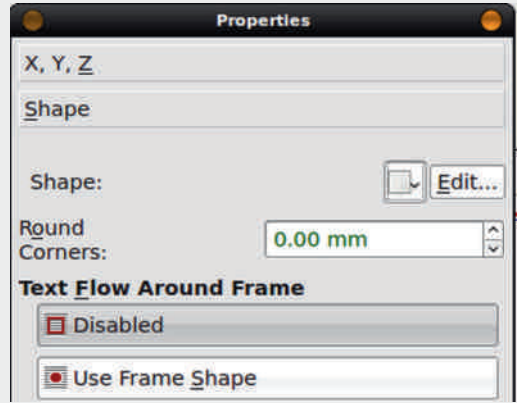 Properties
X, Y, Z
Shape
Shape:
Edit...
Round
Corners:
0.00 mm
Text Flow Around Frame
Disabled
Use Frame Shape